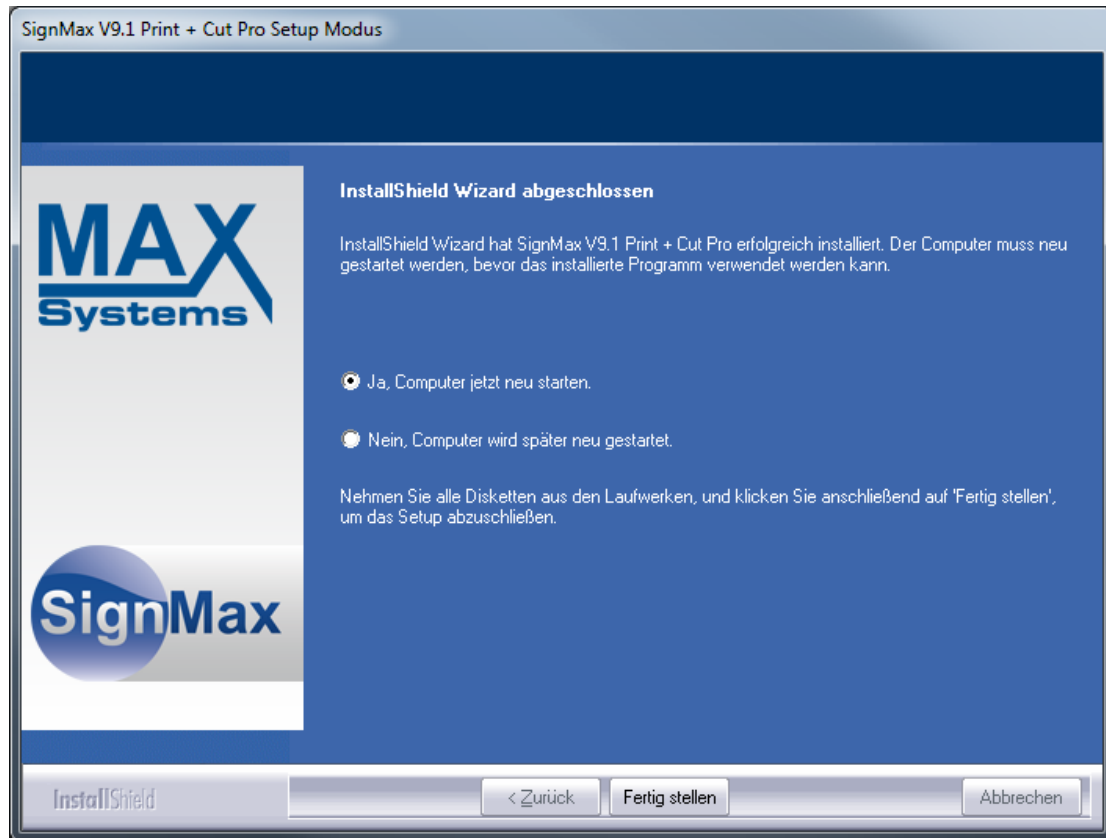 SignMax V9.1 Print + Cut Pro Setup Modus
MAX
Systems
InstallShield Wizard abgeschlossen
InstallShield Wizard hat SignMax V9.1 Print + Cut Pro erfolgreich installiert. Der Computer muss neu
gestartet werden, bevor das installierte Programm verwendet werden kann.
Ja, Computer jetzt neu starten.
Nein, Computer wird später neu gestartet.
Nehmen Sie alle Disketten aus den Laufwerken, und klicken Sie anschließend auf 'Fertig stellen',
um das Setup abzuschließen.
SignMax
InstallShield
< Zurück
Fertig stellen
Abbrechen